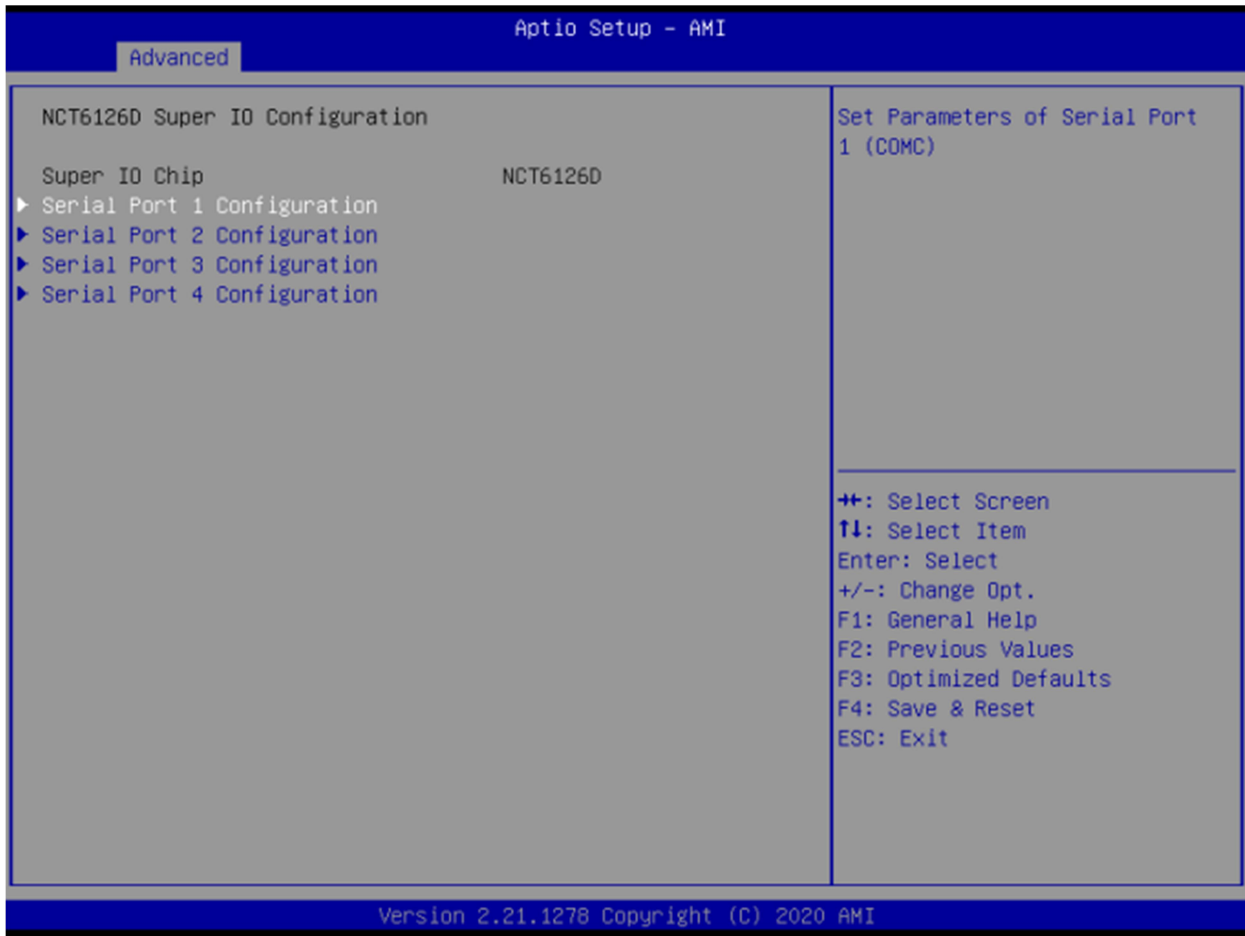 Aptio Setup – AMI
Advanced
NCT6126D Super IO Configuration
Super IO Chip NCT6126D
Serial Port 1 Configuration
Serial Port 2 Configuration
Serial Port 3 Configuration
Serial Port 4 Configuration
Set Parameters of Serial Port
1 (COMC)
→←: Select Screen
↑↓: Select Item
Enter: Select
+/-: Change Opt.
F1: General Help
F2: Previous Values
F3: Optimized Defaults
F4: Save & Reset
ESC: Exit
Version 2.21.1278 Copyright (C) 2020 AMI